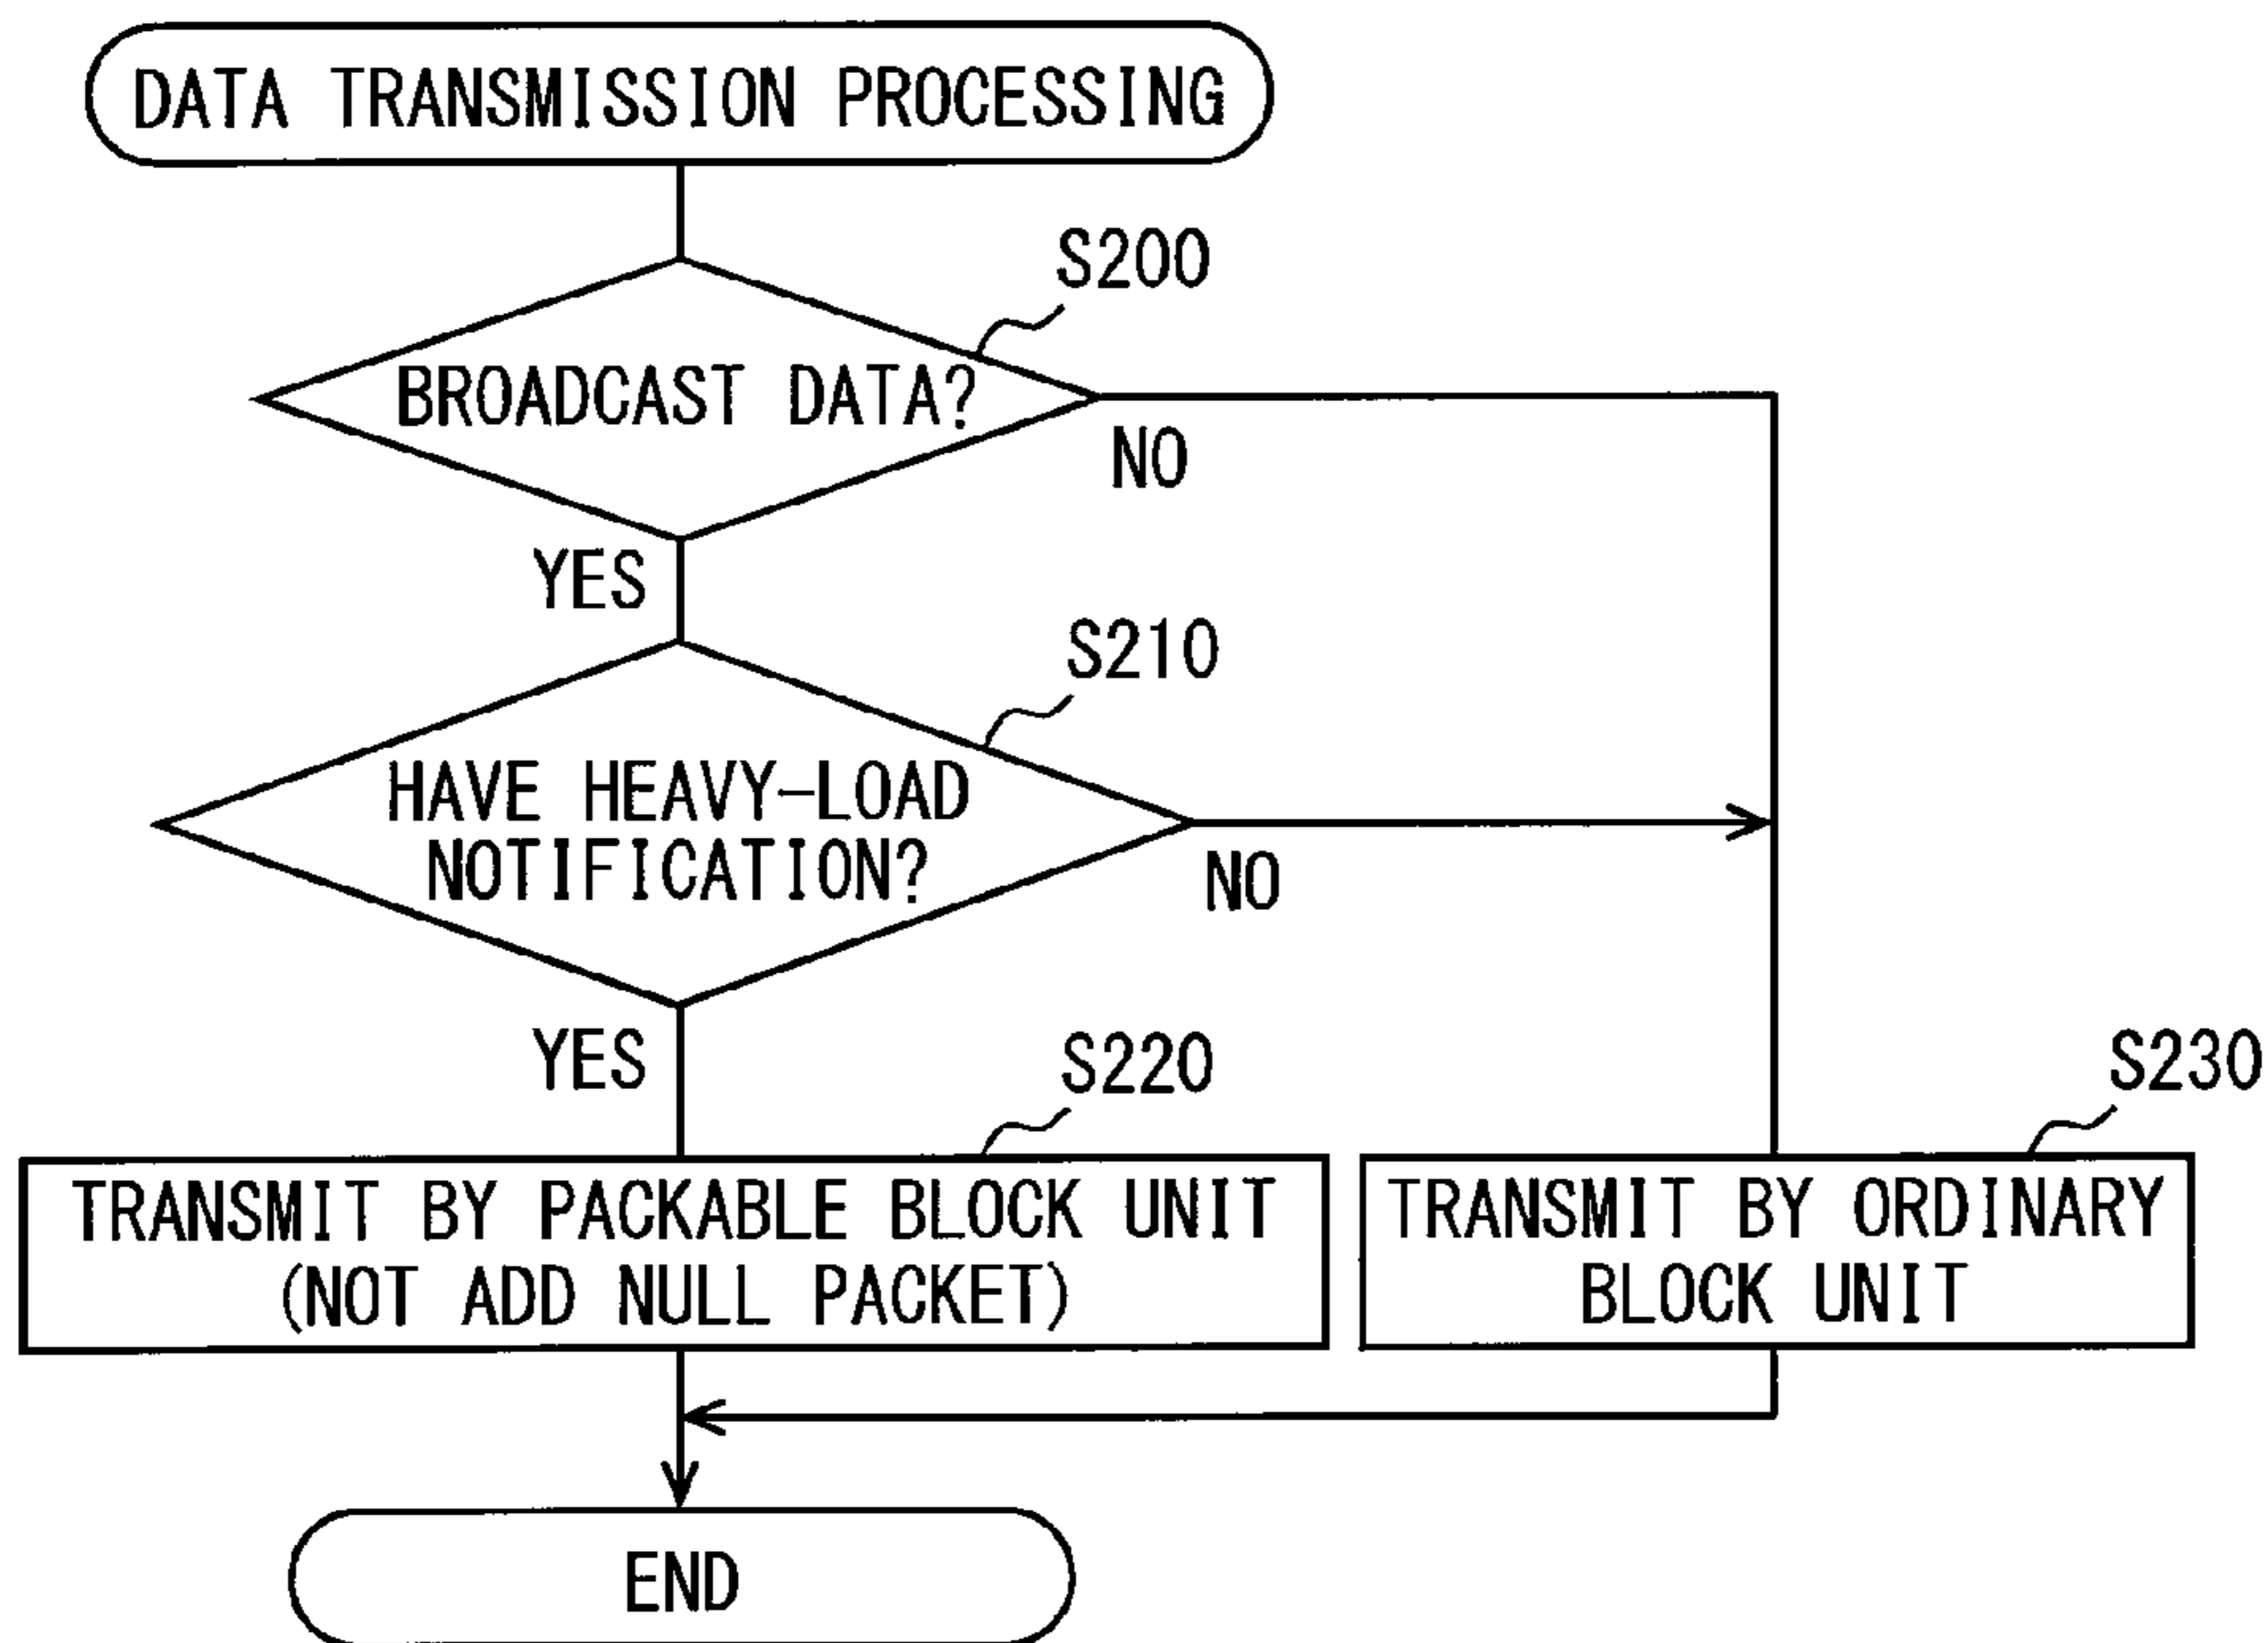 DATA TRANSMISSION PROCESSING
S200
BROADCAST DATA?
NO
YES
S210
HAVE HEAVY-LOAD
NOTIFICATION?
NO
YES
S220
S230
TRANSMIT BY PACKABLE BLOCK UNIT
(NOT ADD NULL PACKET)
TRANSMIT BY ORDINARY
BLOCK UNIT
END